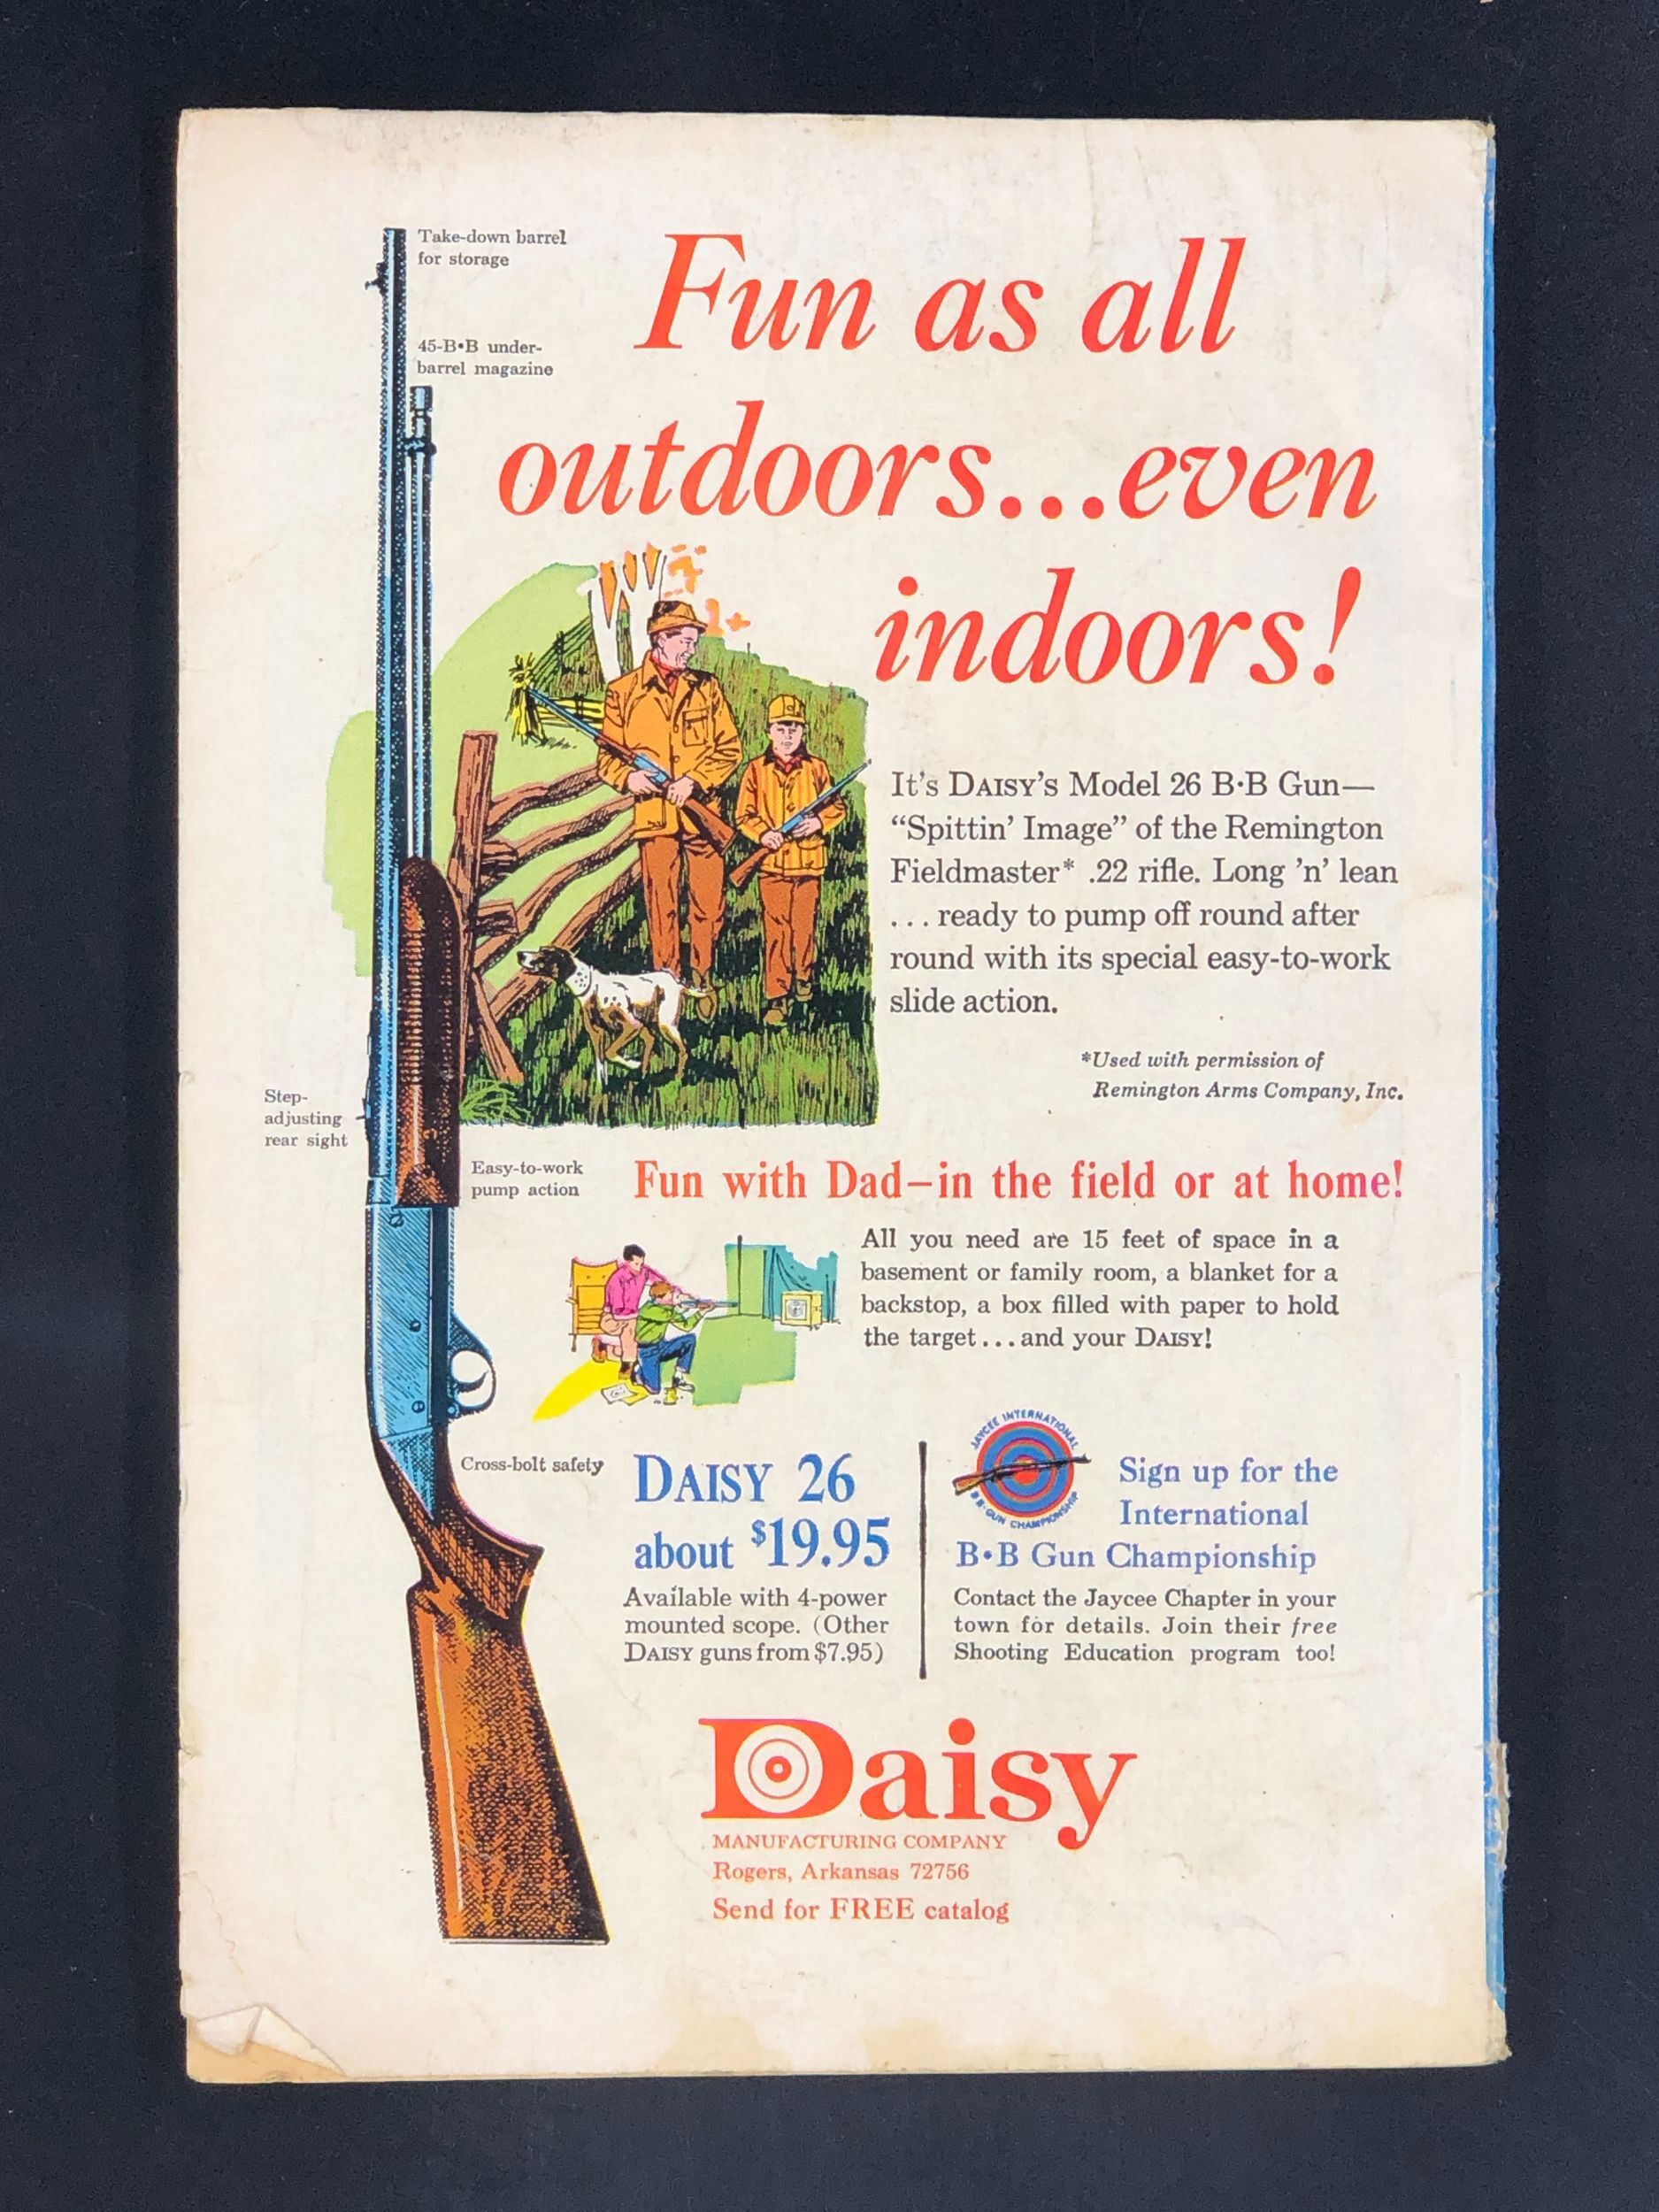 Take-down barrel
for storage
45-B•B under-
barrel magazine
Fun as all
outdoors...even
indoors!
It's DAISY'S Model 26 B•B Gun—
"Spittin' Image" of the Remington
Fieldmaster* .22 rifle. Long 'n' lean
...ready to pump off round after
round with its special easy-to-work
slide action.
*Used with permission of
Remington Arms Company, Inc.
Step-
adjusting
rear sight
Easy-to-work
pump action
Fun with Dad—in the field or at home!
All you need are 15 feet of space in a
basement or family room, a blanket for a
backstop, a box filled with paper to hold
the target...and your DAISY!
Cross-bolt safety
DAISY 26
about $19.95
Available with 4-power
mounted scope. (Other
DAISY guns from $7.95)
JAYCEE INTERNATIONAL
BB-GUN CHAMPIONSHIP
Sign up for the
International
B•B Gun Championship
Contact the Jaycee Chapter in your
town for details. Join their free
Shooting Education program too!
Daisy
MANUFACTURING COMPANY
Rogers, Arkansas 72756
Send for FREE catalog